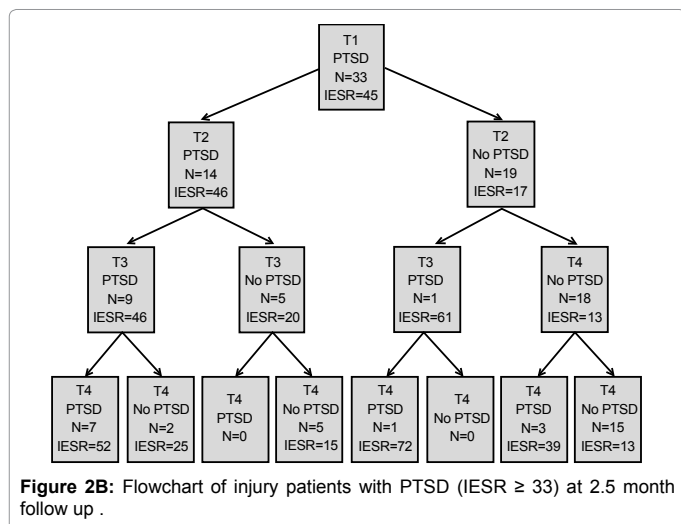 T1
PTSD
N=33
IESR=45
T2
PTSD
N=14
IESR=46
T2
No PTSD
N=19
IESR=17
T3
PTSD
N=9
IESR=46
T3
No PTSD
N=5
IESR=20
T3
PTSD
N=1
IESR=61
T4
No PTSD
N=18
IESR=13
T4
PTSD
N=7
IESR=52
T4
No PTSD
N=2
IESR=25
T4
PTSD
N=0
T4
No PTSD
N=5
IESR=15
T4
PTSD
N=1
IESR=72
T4
No PTSD
N=0
T4
PTSD
N=3
IESR=39
T4
No PTSD
N=15
IESR=13
Figure 2B: Flowchart of injury patients with PTSD (IESR ≥ 33) at 2.5 month
follow up .